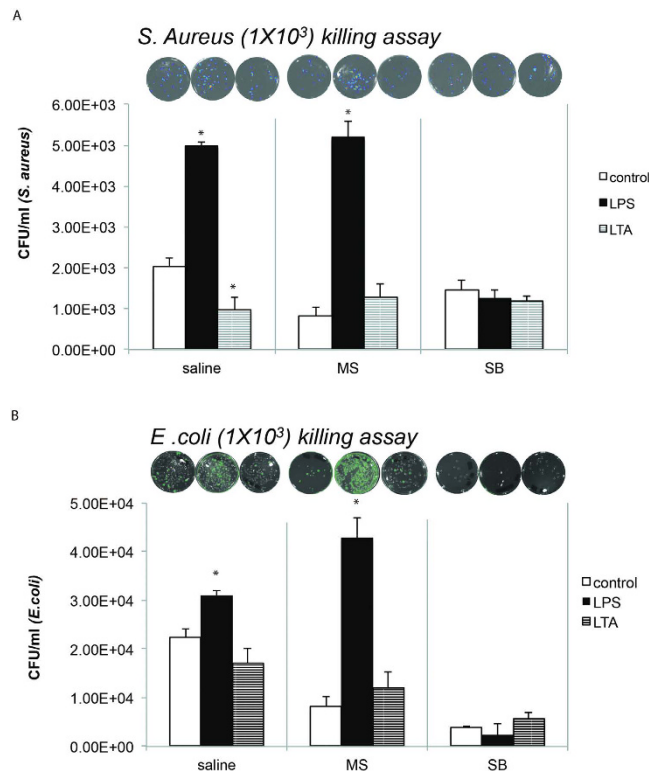 A
S. Aureus (1X10³) killing assay
6.00E+03
5.00E+03
4.00E+03
3.00E+03
2.00E+03
1.00E+03
0.00E+00
CFU/ml (S. aureus)
*
*
*
control
LPS
LTA
saline MS SB
B
E .coli (1X10³) killing assay
5.00E+04
4.00E+04
3.00E+04
2.00E+04
1.00E+04
0.00E+00
CFU/ml (E.coli)
*
*
control
LPS
LTA
saline MS SB